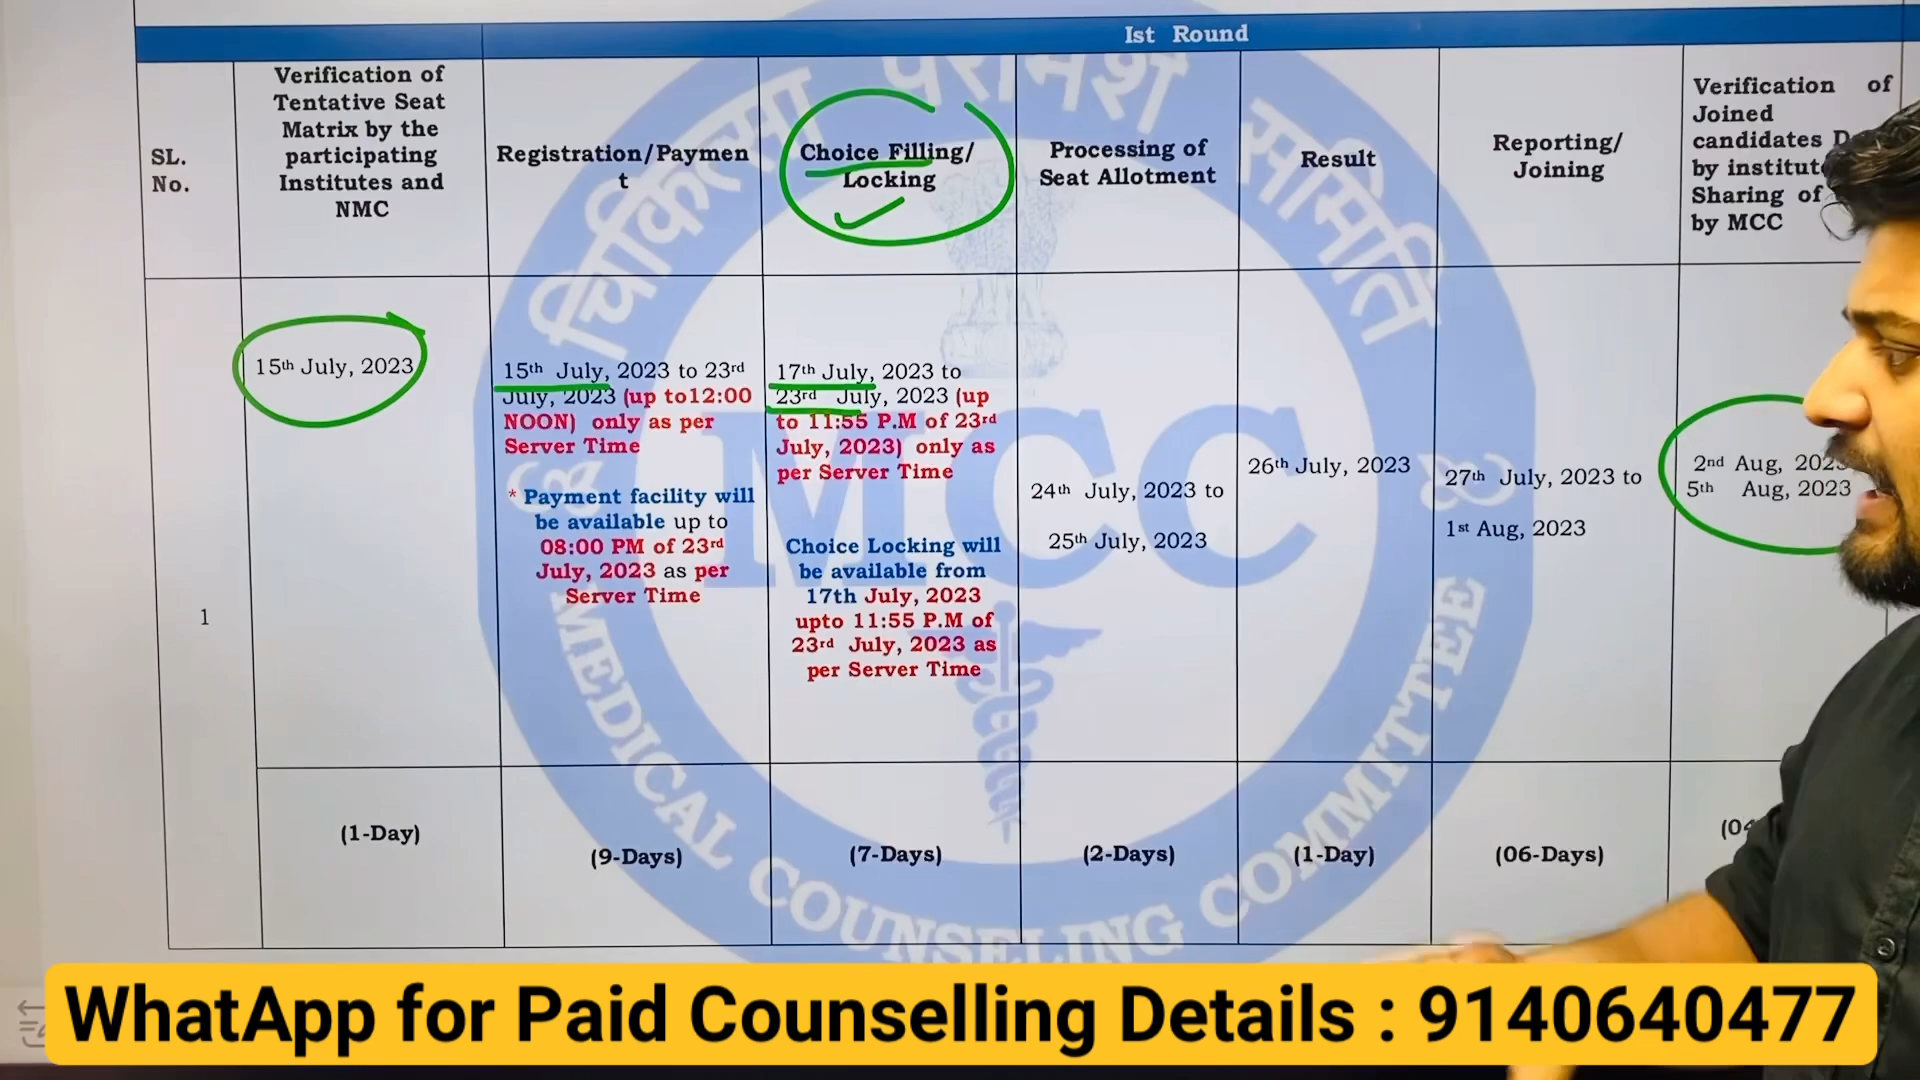 Ist Round
SL.
No.
Verification of
Tentative Seat
Matrix by the
participating
Institutes and
NMC
Registration/Paymen
t
Choice Filling/
Locking
Processing of
Seat Allotment
Result
Reporting/
Joining
Verification of
Joined
candidates
by institute
Sharing of
by MCC
1
15th July, 2023
15th July, 2023 to 23rd
July, 2023 (up to12:00
NOON) only as per
Server Time
* Payment facility will
be available up to
08:00 PM of 23rd
July, 2023 as per
Server Time
17th July, 2023 to
23rd July, 2023 (up
to 11:55 P.M of 23rd
July, 2023) only as
per Server Time
Choice Locking will
be available from
17th July, 2023
upto 11:55 P.M of
23rd July, 2023 as
per Server Time
24th July, 2023 to
25th July, 2023
26th July, 2023
27th July, 2023 to
1st Aug, 2023
2nd Aug, 2023
5th Aug, 2023
(1-Day)
(9-Days)
(7-Days)
(2-Days)
(1-Day)
(06-Days)
चिकित्सा परामर्श समिति
MCC
MEDICAL COUNSELING COMMITTEE
WhatApp for Paid Counselling Details : 9140640477